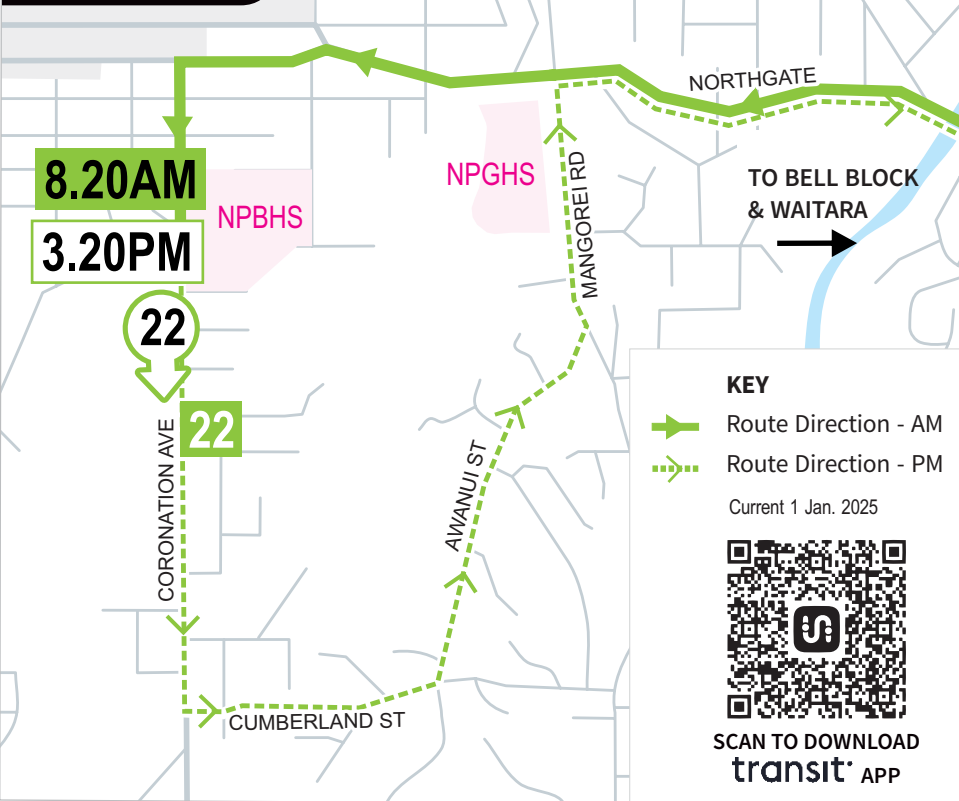 NORTHGATE
8.20AM
NPBHS
NPGHS
MANGOREI RD
TO BELL BLOCK
& WAITARA
3.20PM
22
22
CORONATION AVE
AWANUI ST
CUMBERLAND ST
KEY
Route Direction - AM
Route Direction - PM
Current 1 Jan. 2025
SCAN TO DOWNLOAD
transit APP